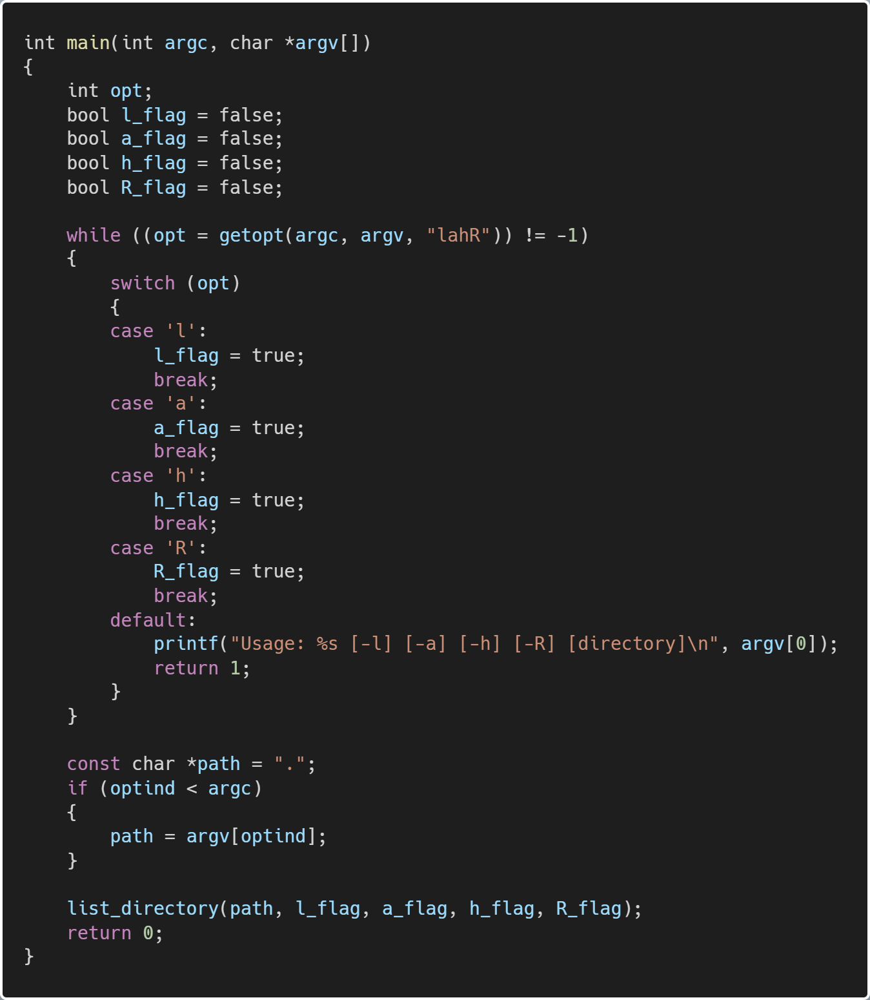 int main(int argc, char *argv[])
{
    int opt;
    bool l_flag = false;
    bool a_flag = false;
    bool h_flag = false;
    bool R_flag = false;

    while ((opt = getopt(argc, argv, "lahR")) != -1)
    {
        switch (opt)
        {
        case 'l':
            l_flag = true;
            break;
        case 'a':
            a_flag = true;
            break;
        case 'h':
            h_flag = true;
            break;
        case 'R':
            R_flag = true;
            break;
        default:
            printf("Usage: %s [-l] [-a] [-h] [-R] [directory]\n", argv[0]);
            return 1;
        }
    }

    const char *path = ".";
    if (optind < argc)
    {
        path = argv[optind];
    }

    list_directory(path, l_flag, a_flag, h_flag, R_flag);
    return 0;
}